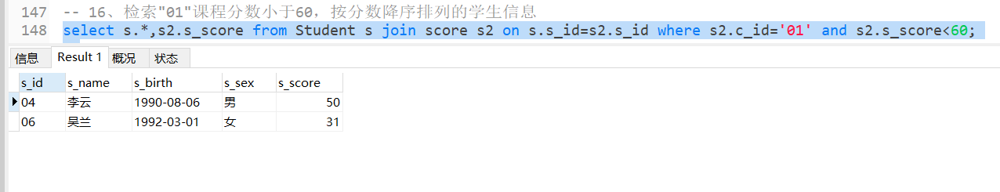 147 -- 16、检索"01"课程分数小于60，按分数降序排列的学生信息
148 select s.*,s2.s_score from Student s join score s2 on s.s_id=s2.s_id where s2.c_id='01' and s2.s_score<60;
信息 Result 1 概况 状态
s_id s_name s_birth s_sex s_score
04 李云 1990-08-06 男 50
06 吴兰 1992-03-01 女 31